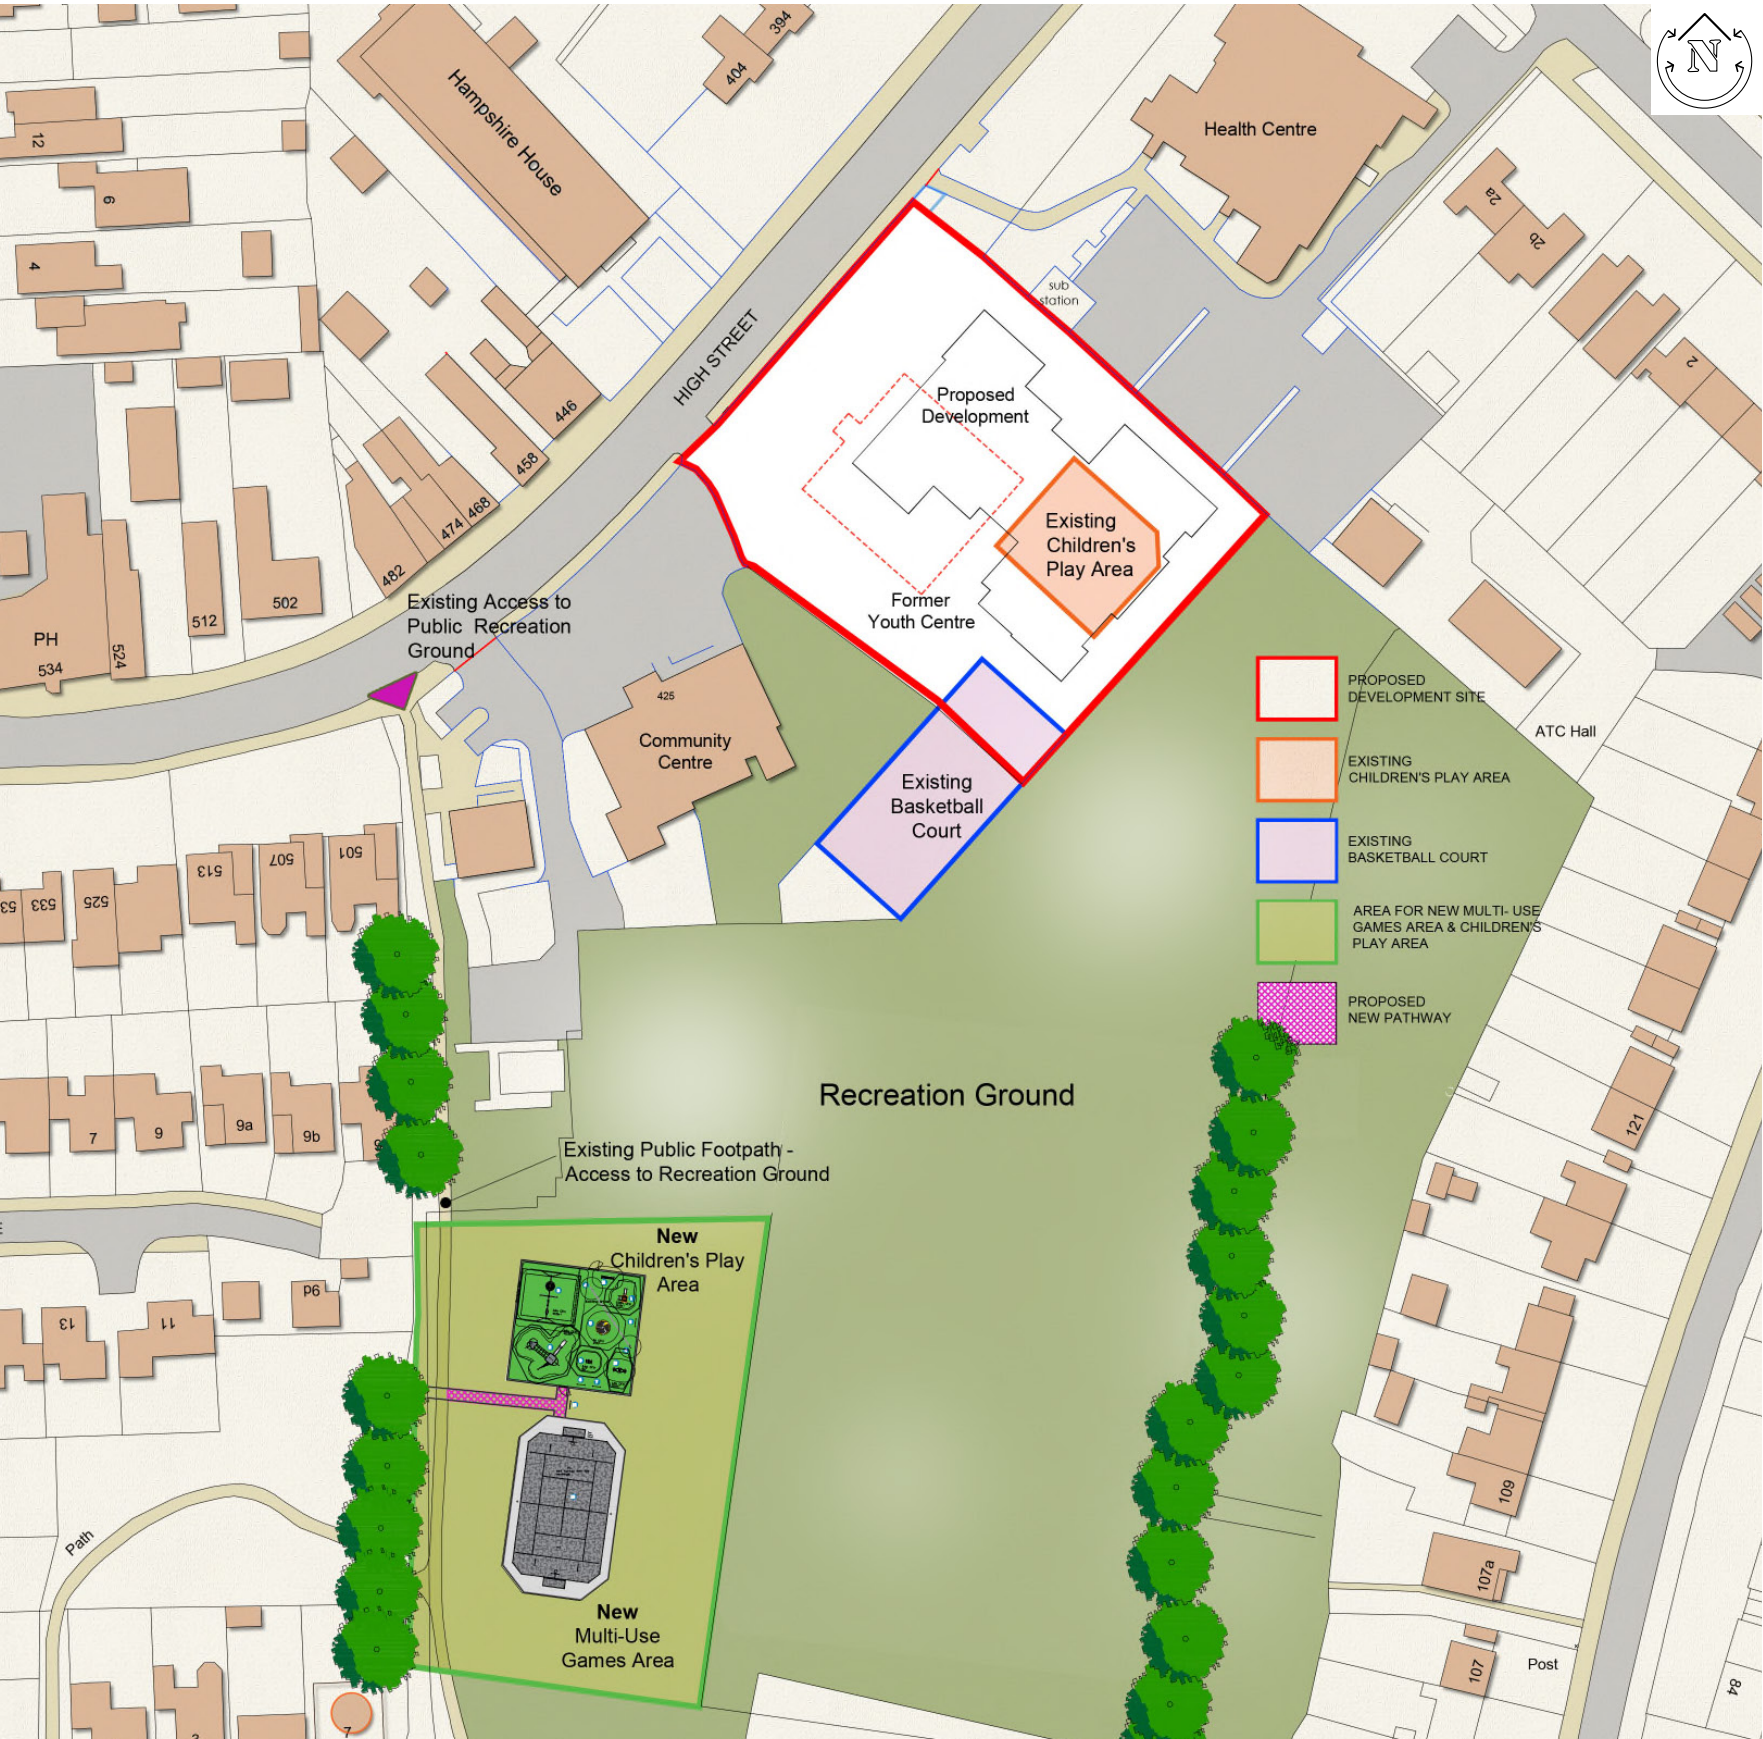 N
394
404
Hampshire House
Health Centre
12
6
4
2a
2b
2
sub
station
HIGH STREET
Proposed
Development
446
458
468
474
482
Existing
Children's
Play Area
Former
Youth Centre
502
512
524
PH
534
Existing Access to
Public Recreation
Ground
425
Community
Centre
Existing
Basketball
Court
PROPOSED
DEVELOPMENT SITE
ATC Hall
EXISTING
CHILDREN'S PLAY AREA
EXISTING
BASKETBALL COURT
AREA FOR NEW MULTI- USE
GAMES AREA & CHILDREN'S
PLAY AREA
PROPOSED
NEW PATHWAY
501
507
513
525
533
53
Recreation Ground
7
9
9a
9b
121
Existing Public Footpath -
Access to Recreation Ground
New
Children's Play
Area
13
11
p6
109
Path
107a
New
Multi-Use
Games Area
107
Post
84
7